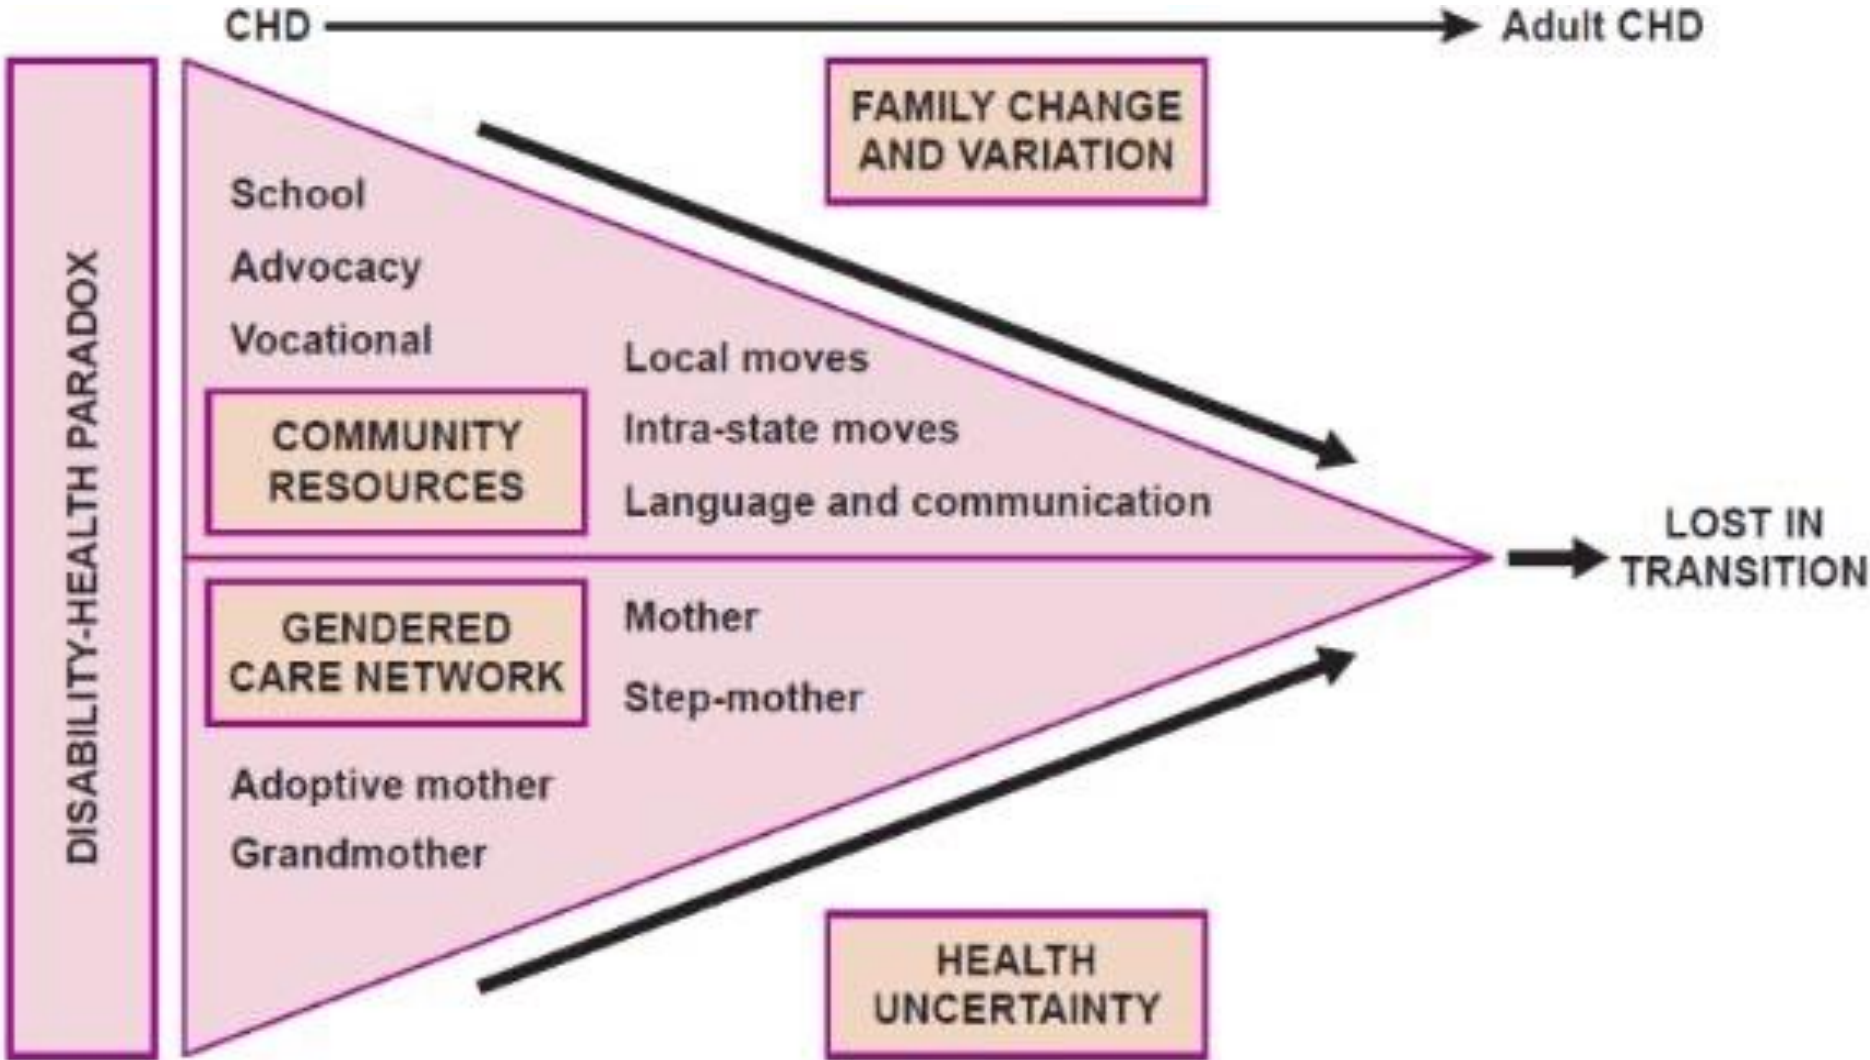 CHD
Adult CHD
FAMILY CHANGE
AND VARIATION
DISABILITY-HEALTH PARADOX
School
Advocacy
Vocational
COMMUNITY
RESOURCES
Local moves
Intra-state moves
Language and communication
LOST IN
TRANSITION
GENDERED
CARE NETWORK
Mother
Step-mother
Adoptive mother
Grandmother
HEALTH
UNCERTAINTY